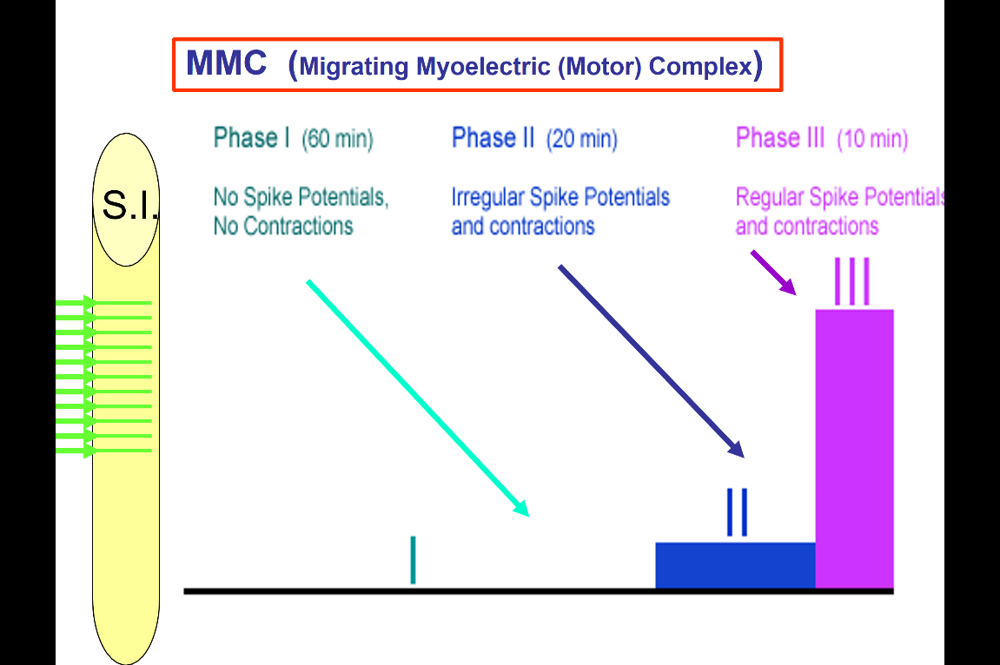 MMC (Migrating Myoelectric (Motor) Complex)
Phase I (60 min)
No Spike Potentials,
No Contractions
Phase II (20 min)
Irregular Spike Potentials
and contractions
Phase III (10 min)
Regular Spike Potentials
and contractions
S.I.
I
II
III